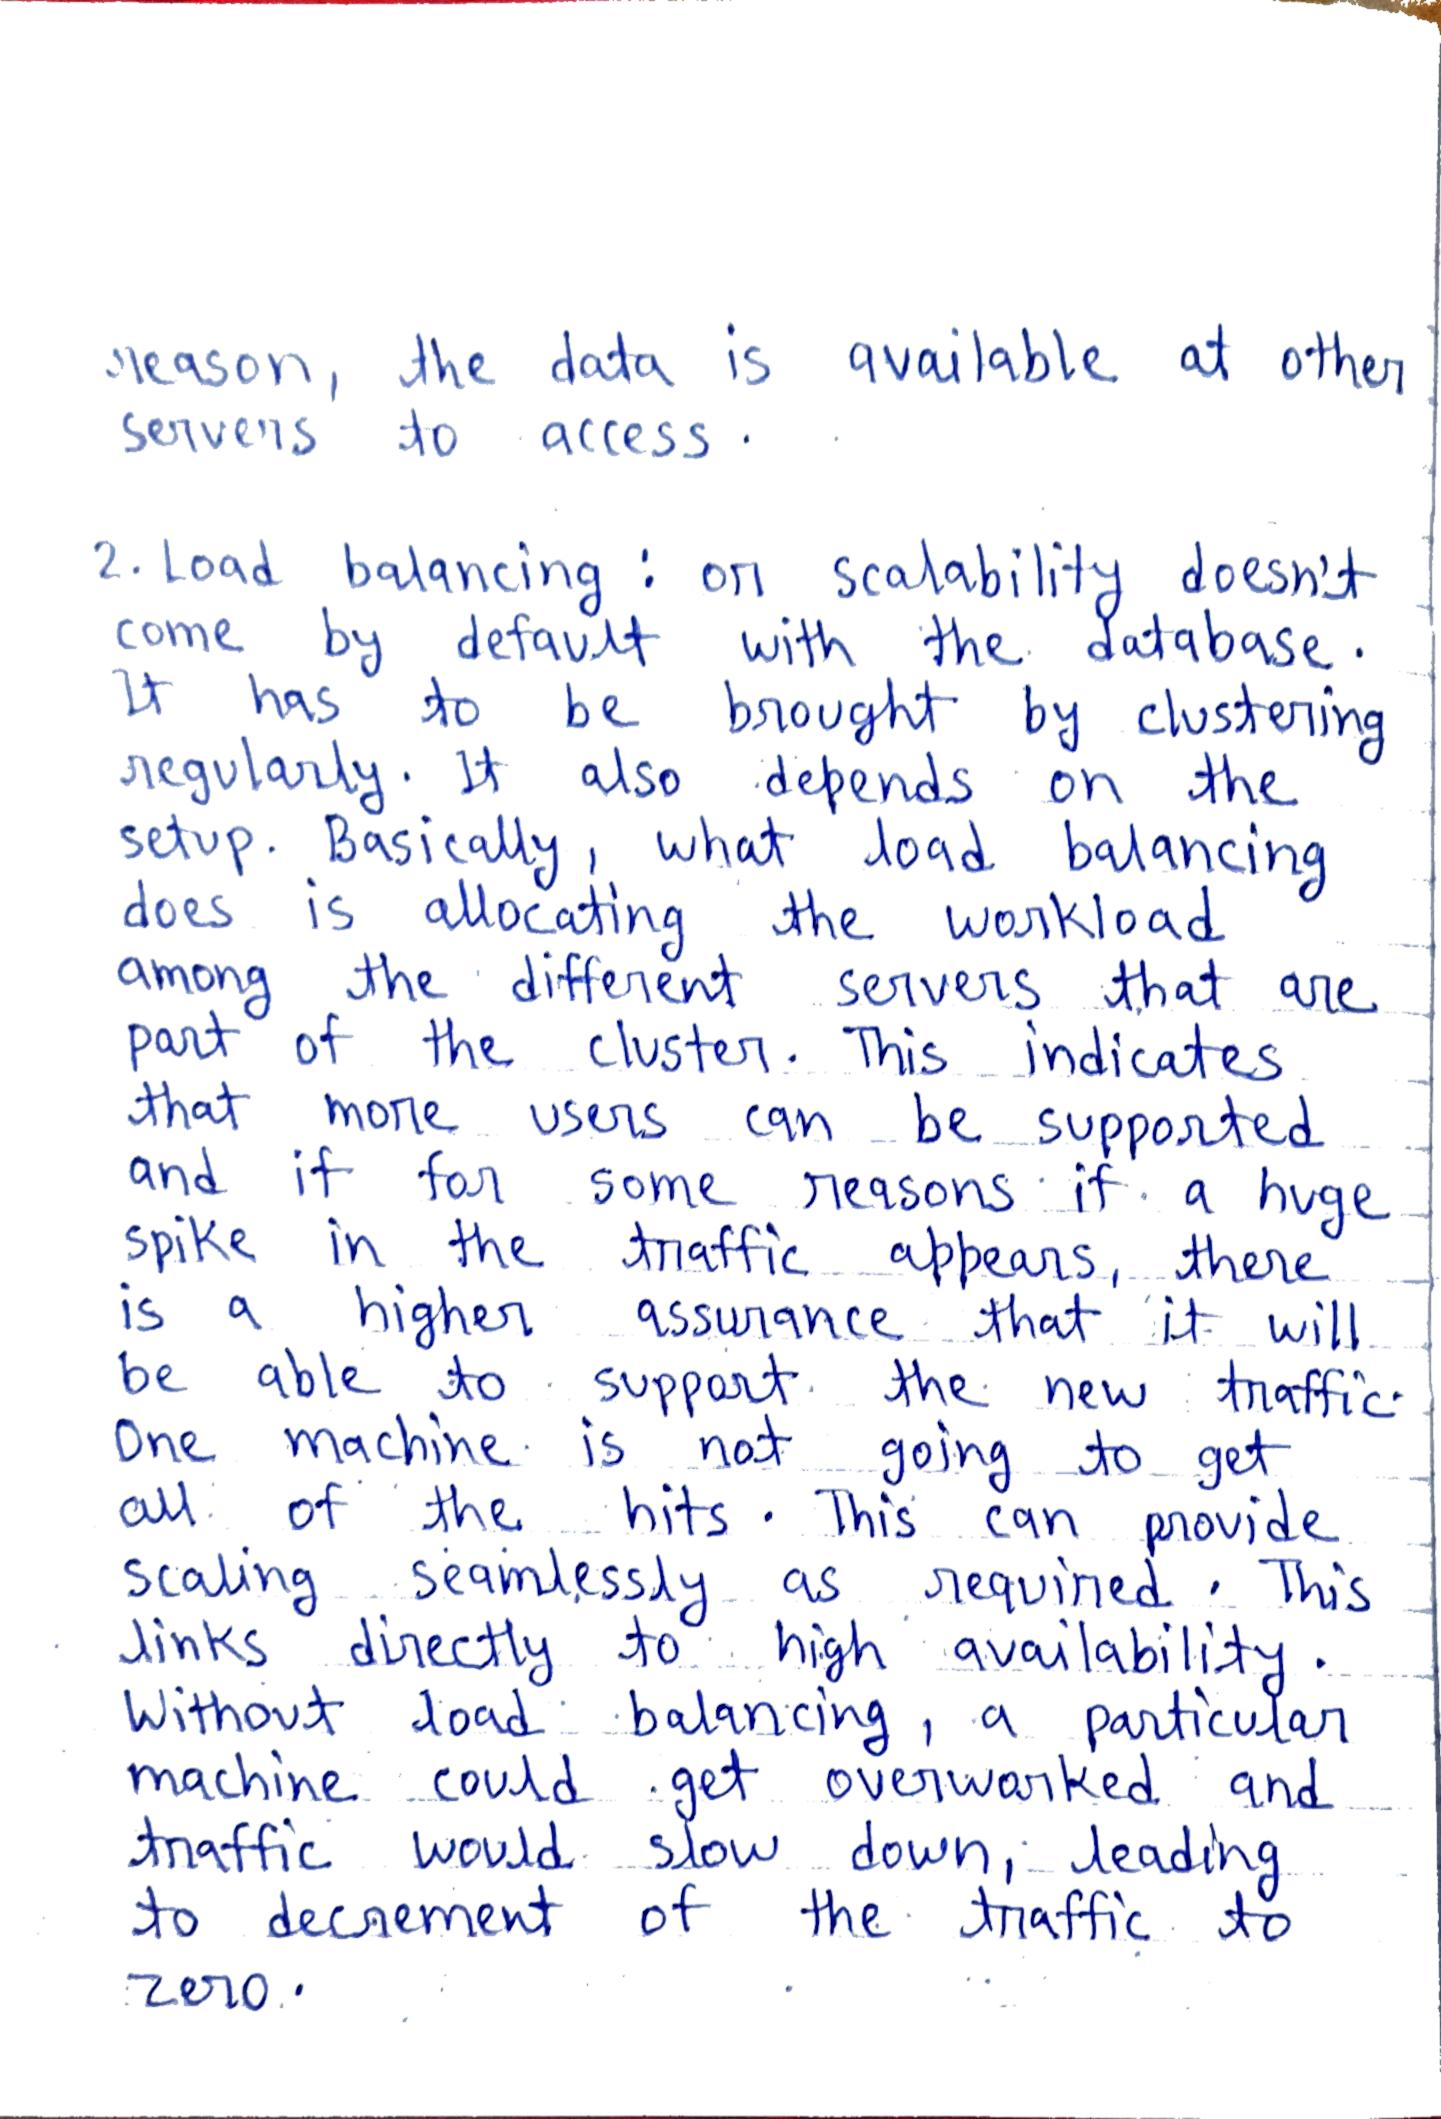 reason, the data is available at other
servers to access.
2. Load balancing : or scalability doesn't
come by default with the database.
It has to be brought by clustering
regularly. It also depends on the
setup. Basically, what load balancing
does is allocating the workload
among the different servers that are
part of the cluster. This indicates
that more users can be supported
and if for some reasons if a huge
spike in the traffic appears, there
is a higher assurance that it will
be able to support the new traffic.
One machine is not going to get
all of the hits. This can provide
scaling seamlessly as required. This
links directly to high availability.
Without load balancing, a particular
machine could get overworked and
traffic would slow down, leading
to decrement of the traffic to
zero.